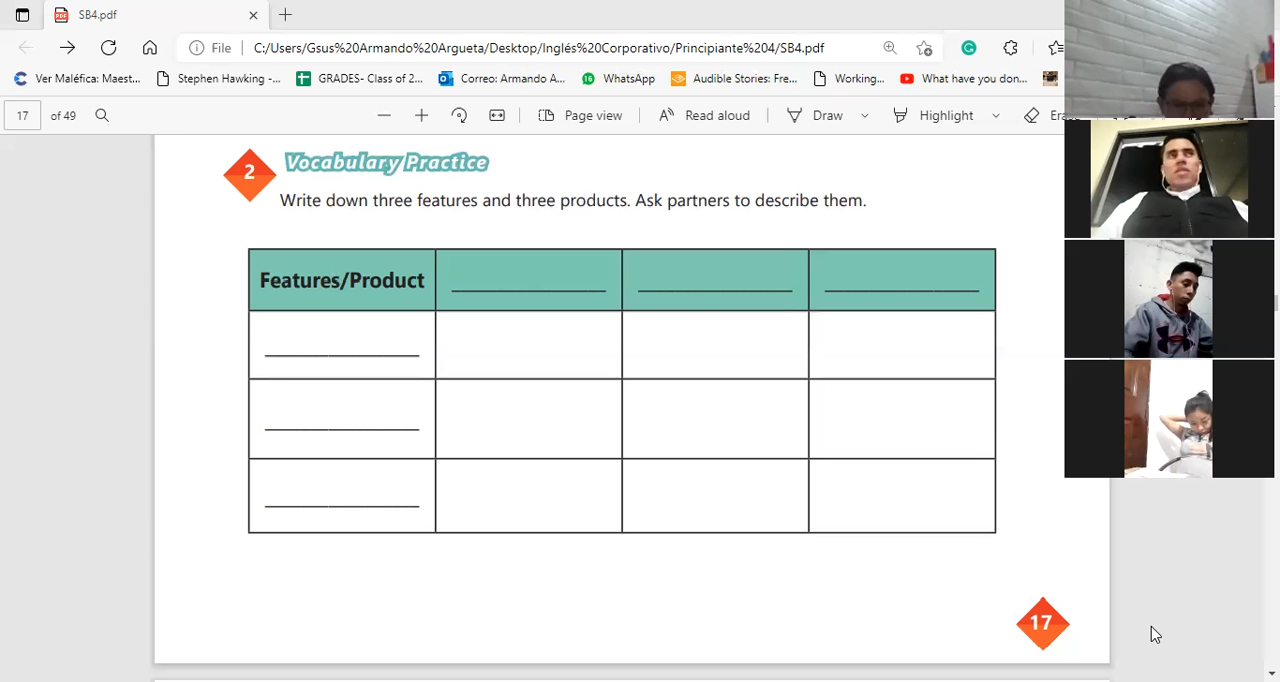 SB4.pdf
File
C:/Users/Gsus%20Armando%20Argueta/Desktop/Inglés%20Corporativo/Principiante%204/SB4.pdf
Ver Maléfica: Maest...
Stephen Hawking -...
GRADES- Class of 2...
Correo: Armando A...
16
WhatsApp
Audible Stories: Fre...
Working...
What have you don...
17
of 49
Page view
Read aloud
Draw
Highlight
2
Vocabulary Practice
Write down three features and three products. Ask partners to describe them.
Features/Product
17